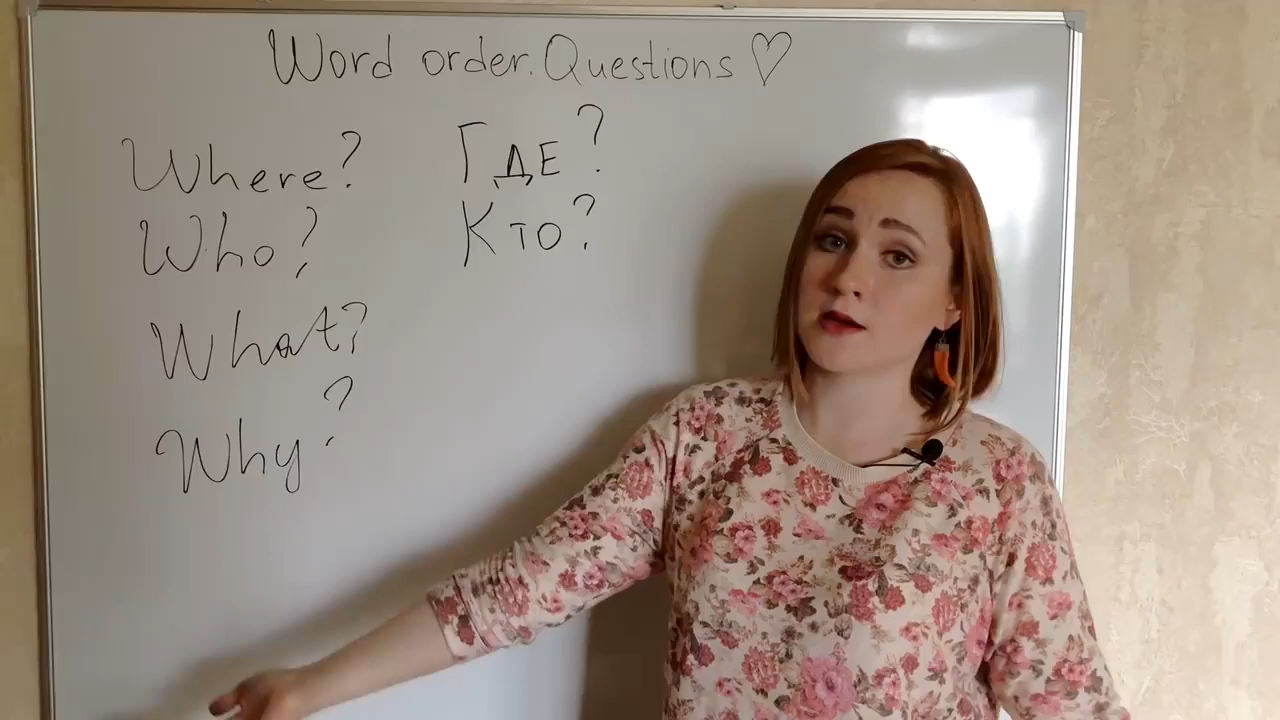 Word order. Questions ♡
Where? Где?
Who? Кто?
What?
Why?